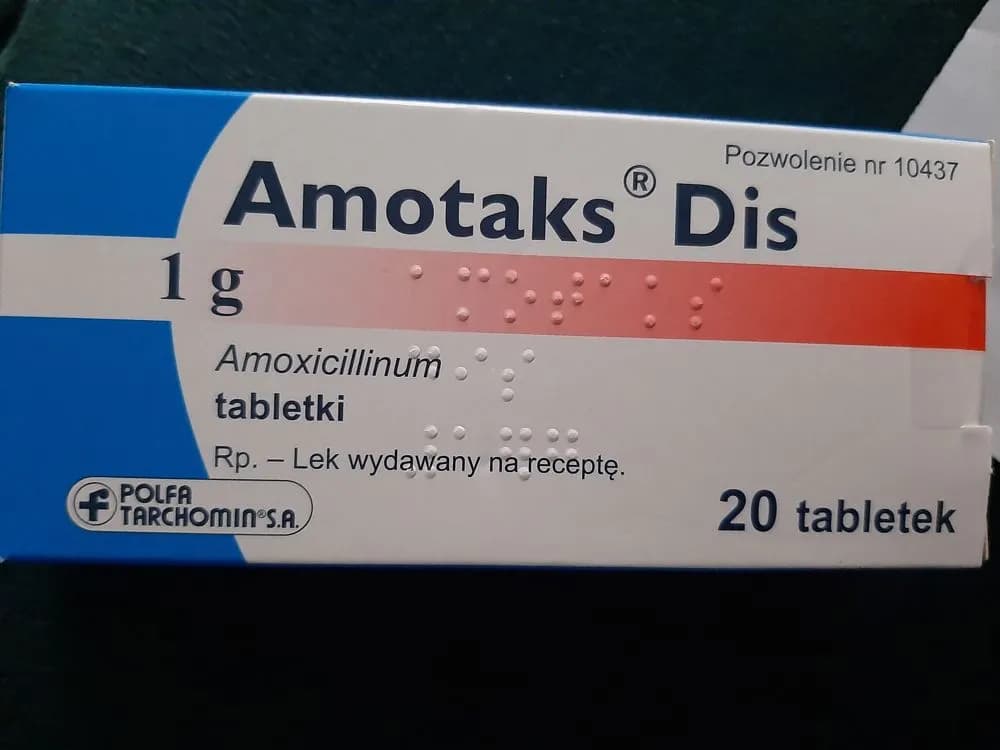 Pozwolenie nr 10437
Amotaks® Dis
1 g
Amoxicillinum
tabletki
Rp. – Lek wydawany na receptę.
POLFA
TARCHOMIN® S.A.
20 tabletek